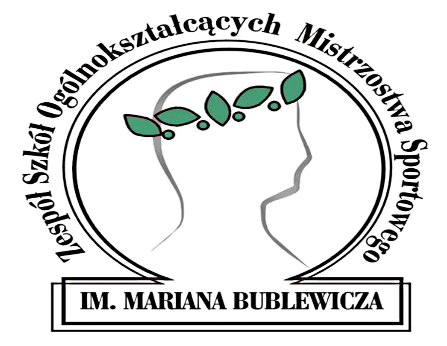 Zespół Szkół Ogólnokształcących Mistrzostwa Sportowego
IM. MARIANA BUBLEWICZA